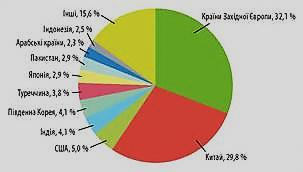 Інші, 15,6 %
Країни Західної Європи, 32,1 %
Індонезія, 2,5 %
Арабські країни, 2,3 %
Пакистан, 2,9 %
Японія, 2,9 %
Туреччина, 3,8 %
Південна Корея, 4,1 %
Індія, 4,1 %
США, 5,0 %
Китай, 29,8 %